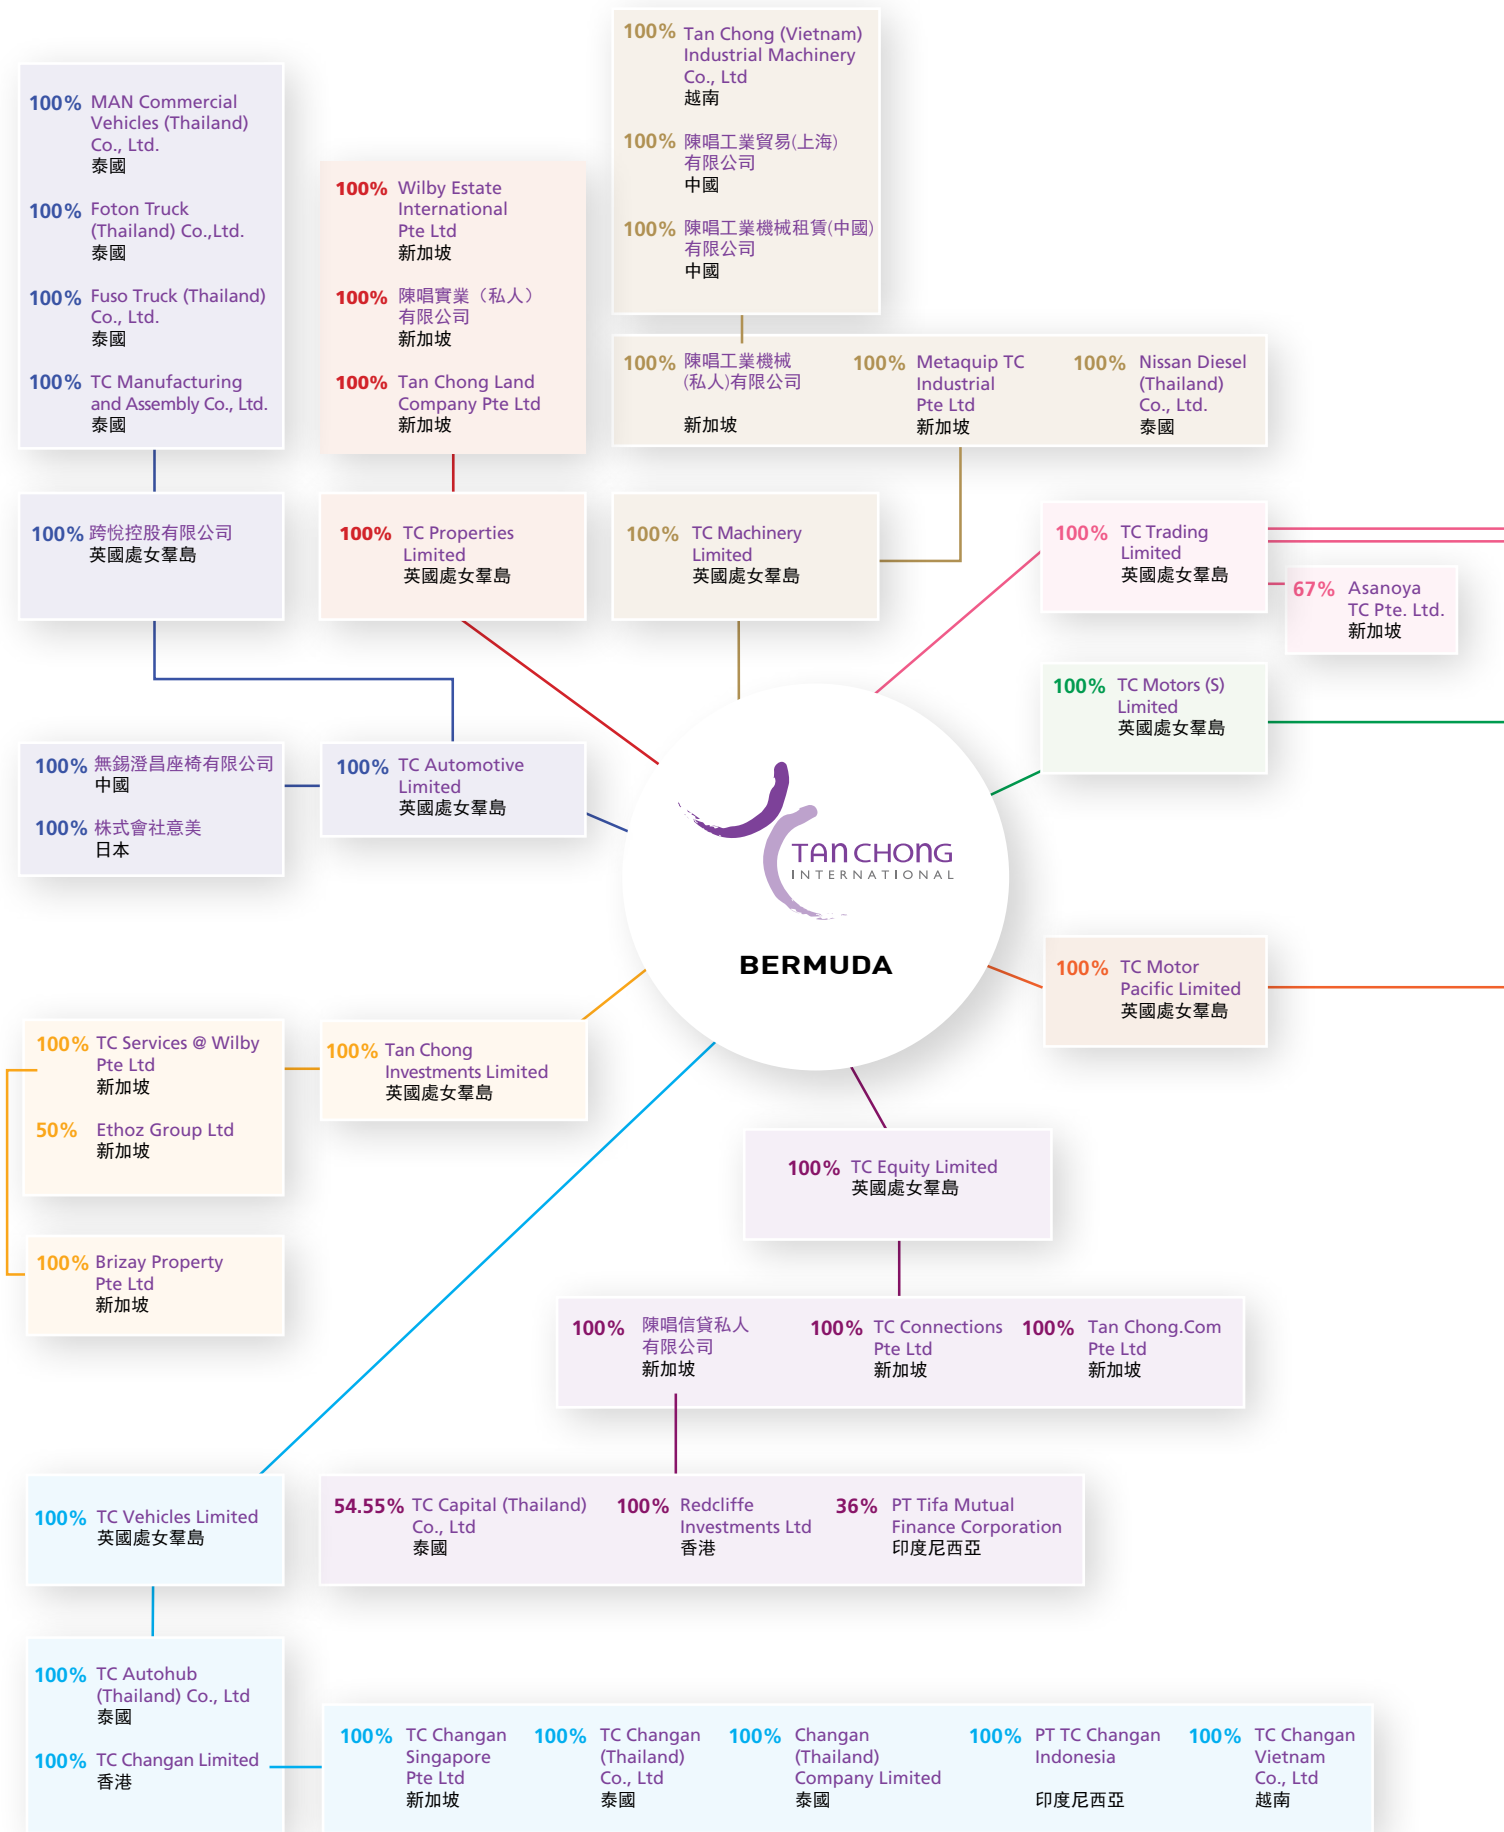 100% Tan Chong (Vietnam)
Industrial Machinery
Co., Ltd
越南
100% 陳唱工業貿易(上海)
有限公司
中國
100% 陳唱工業機械租賃(中國)
有限公司
中國
100% MAN Commercial
Vehicles (Thailand)
Co., Ltd.
泰國
100% Foton Truck
(Thailand) Co.,Ltd.
泰國
100% Fuso Truck (Thailand)
Co., Ltd.
泰國
100% TC Manufacturing
and Assembly Co., Ltd.
泰國
100% Wilby Estate
International
Pte Ltd
新加坡
100% 陳唱實業（私人）
有限公司
新加坡
100% Tan Chong Land
Company Pte Ltd
新加坡
100% 陳唱工業機械
(私人)有限公司
新加坡
100% Metaquip TC
Industrial
Pte Ltd
新加坡
100% Nissan Diesel
(Thailand)
Co., Ltd.
泰國
100% 跨悅控股有限公司
英國處女羣島
100% TC Properties
Limited
英國處女羣島
100% TC Machinery
Limited
英國處女羣島
100% TC Trading
Limited
英國處女羣島
67% Asanoya
TC Pte. Ltd.
新加坡
100% TC Motors (S)
Limited
英國處女羣島
100% 無錫澄昌座椅有限公司
中國
100% 株式會社意美
日本
100% TC Automotive
Limited
英國處女羣島
TAN CHONG
INTERNATIONAL
BERMUDA
100% TC Motor
Pacific Limited
英國處女羣島
100% TC Services @ Wilby
Pte Ltd
新加坡
50% Ethoz Group Ltd
新加坡
100% Tan Chong
Investments Limited
英國處女羣島
100% Brizay Property
Pte Ltd
新加坡
100% TC Equity Limited
英國處女羣島
100% 陳唱信貸私人
有限公司
新加坡
100% TC Connections
Pte Ltd
新加坡
100% Tan Chong.Com
Pte Ltd
新加坡
100% TC Vehicles Limited
英國處女羣島
54.55% TC Capital (Thailand)
Co., Ltd
泰國
100% Redcliffe
Investments Ltd
香港
36% PT Tifa Mutual
Finance Corporation
印度尼西亞
100% TC Autohub
(Thailand) Co., Ltd
泰國
100% TC Changan Limited
香港
100% TC Changan
Singapore
Pte Ltd
新加坡
100% TC Changan
(Thailand)
Co., Ltd
泰國
100% Changan
(Thailand)
Company Limited
泰國
100% PT TC Changan
Indonesia
印度尼西亞
100% TC Changan
Vietnam
Co., Ltd
越南